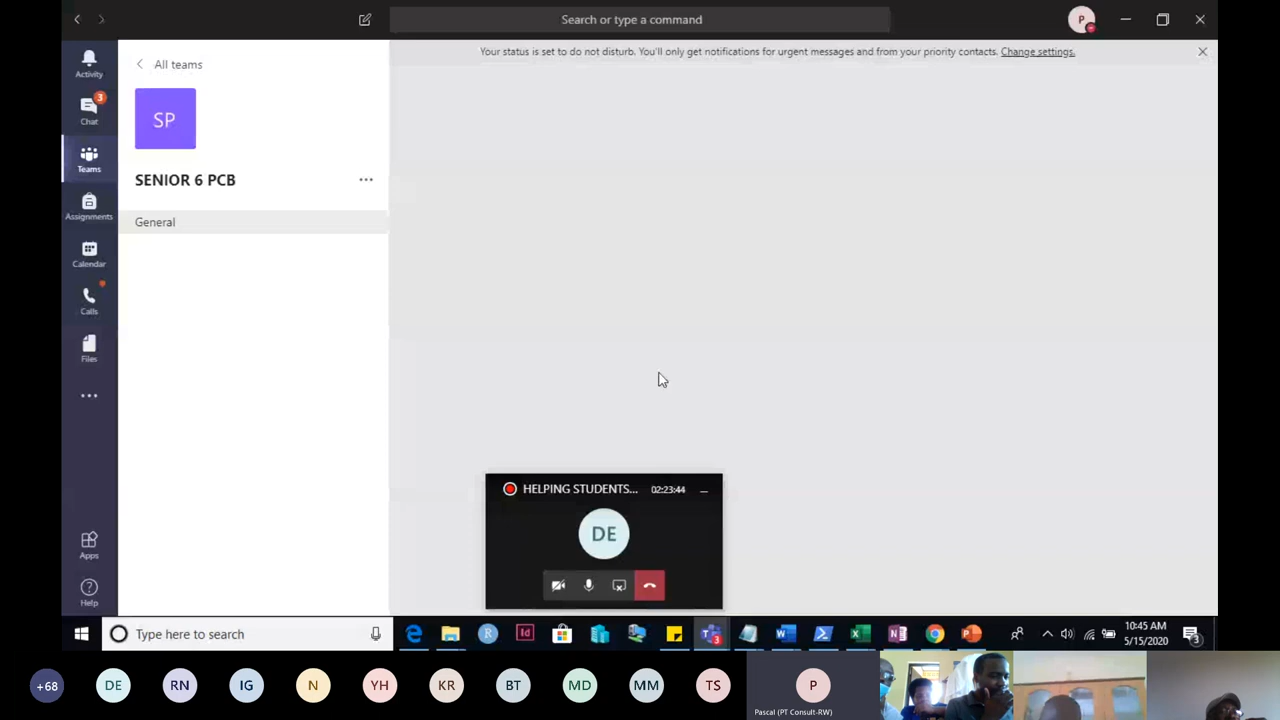 Search or type a command
P
Your status is set to do not disturb. You'll only get notifications for urgent messages and from your priority contacts. Change settings.
Activity
Chat
3
Teams
Assignments
Calendar
Calls
Files
Apps
Help
All teams
SP
SENIOR 6 PCB
General
HELPING STUDENTS... 02:23:44
DE
Type here to search
3
10:45 AM
5/15/2020
3
+68 DE RN IG N YH KR BT MD MM TS P
Pascal (PT Consult-RW)